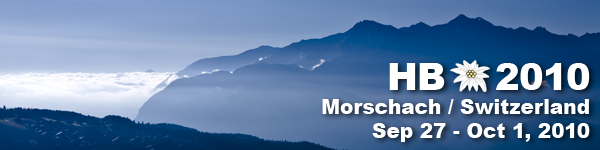 HB 2010
Morschach / Switzerland
Sep 27 - Oct 1, 2010